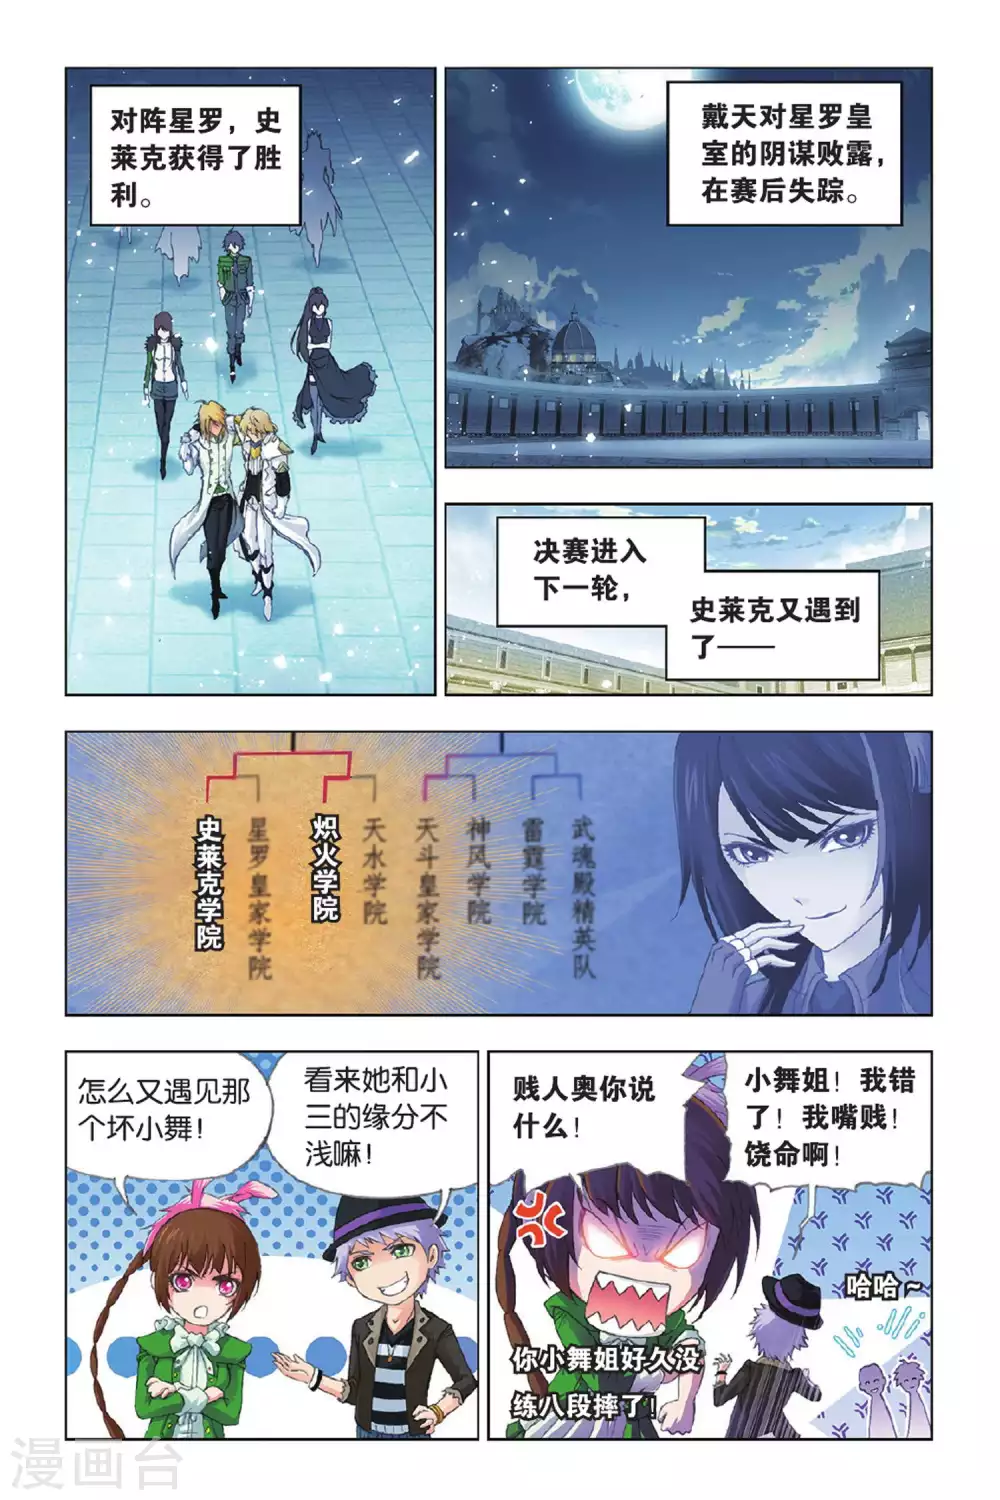 对阵星罗，史
莱克获得了胜
利。
戴天对星罗皇
室的阴谋败露，
在赛后失踪。
决赛进入
下一轮，
史莱克又遇到
了——
史莱克学院
星罗皇家学院
炽火学院
天水学院
天斗皇家学院
神风学院
雷霆学院
武魂殿精英队
怎么又遇见那
个坏小舞！
看来她和小
三的缘分不
浅嘛！
贱人奥你说
什么！
小舞姐！我错
了！我嘴贱！
饶命啊！
哈哈～
你小舞姐好久没
练八段摔了！
漫画台